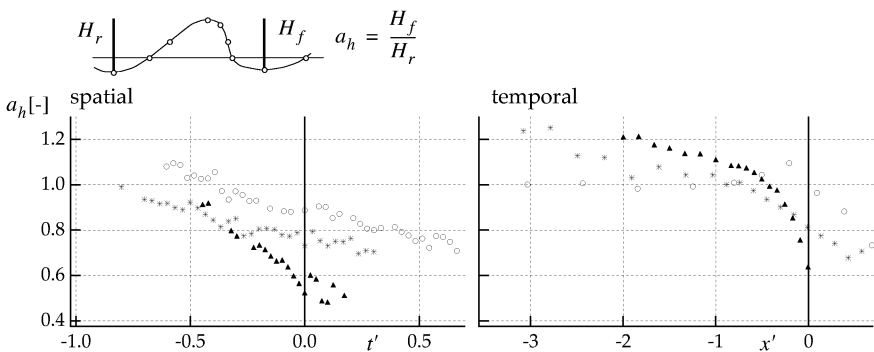 H_r H_f a_h = H_f / H_r
a_h[-] spatial temporal
1.2
1.0
0.8
0.6
0.4
-1.0 -0.5 0.0 t' 0.5 -3 -2 -1 x' 0